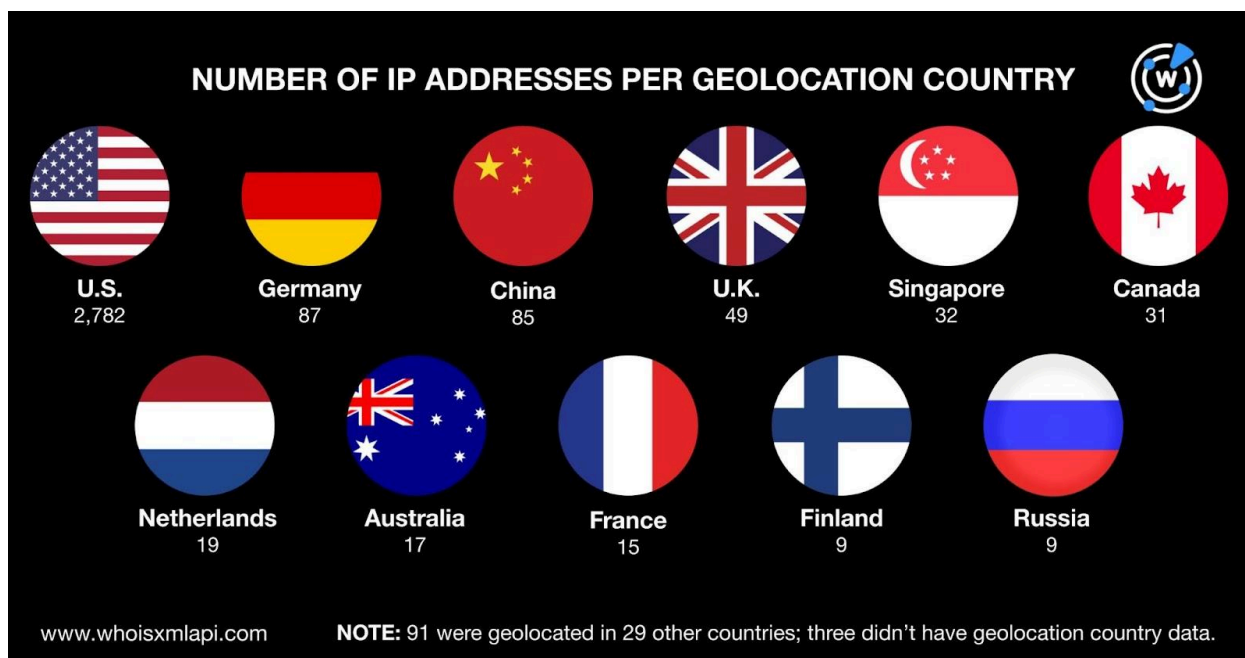 NUMBER OF IP ADDRESSES PER GEOLOCATION COUNTRY
W
U.S.
2,782
Germany
87
China
85
U.K.
49
Singapore
32
Canada
31
Netherlands
19
Australia
17
France
15
Finland
9
Russia
9
www.whoisxmlapi.com
NOTE: 91 were geolocated in 29 other countries; three didn’t have geolocation country data.